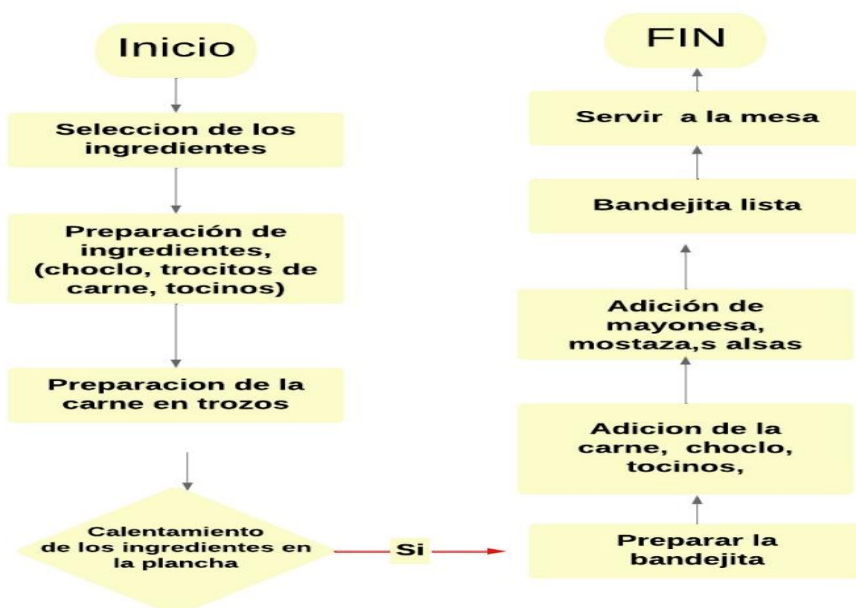 Inicio
Seleccion de los
ingredientes
Preparación de
ingredientes,
(choclo, trocitos de
carne, tocinos)
Preparacion de la
carne en trozos
Calentamiento
de los ingredientes en
la plancha
Si
Preparar la
bandejita
Adicion de la
carne, choclo,
tocinos,
Adición de
mayonesa,
mostaza,s alsas
Bandejita lista
Servir a la mesa
FIN